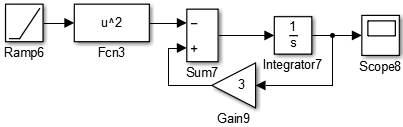 u^2
−
+
1
s
3
Ramp6
Fcn3
Sum7
Integrator7
Scope8
Gain9